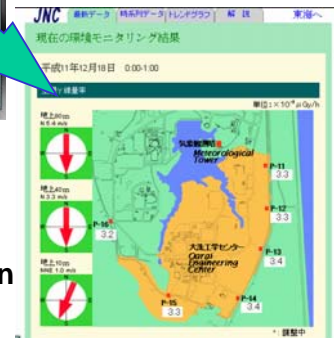 JNC 最新データ 時系列データ トレンドグラフ 解 説 東海へ
現在の環境モニタリング結果
平成11年12月18日 0:00-1:00
線量率
μGy/h
地上80m
N 5.4 m/s
地上40m
N 3.3 m/s
地上10m
NNE 1.0 m/s
気象観測塔
Meteorological
Tower
P-11
3.3
P-12
3.3
P-16
3.2
大洗工学センター
Oarai
Engineering
Center
P-13
3.4
P-15
3.3
P-14
3.4
n
*: 調整中